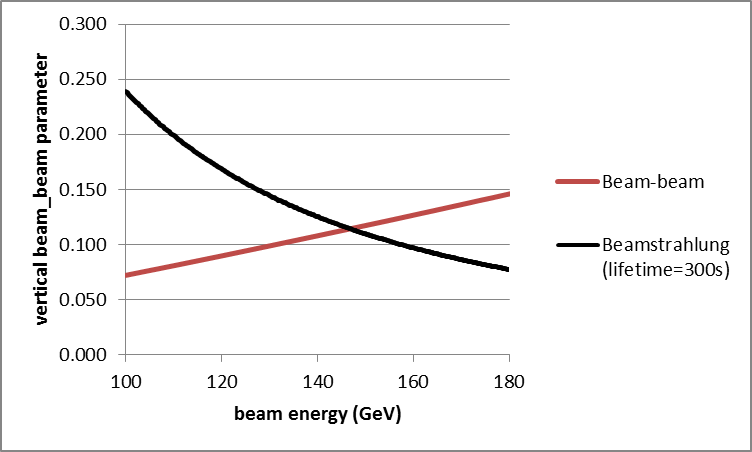 0.300
0.250
0.200
0.150
0.100
0.050
0.000
100 120 140 160 180
vertical beam_beam parameter
beam energy (GeV)
Beam-beam
Beamstrahlung
(lifetime=300s)